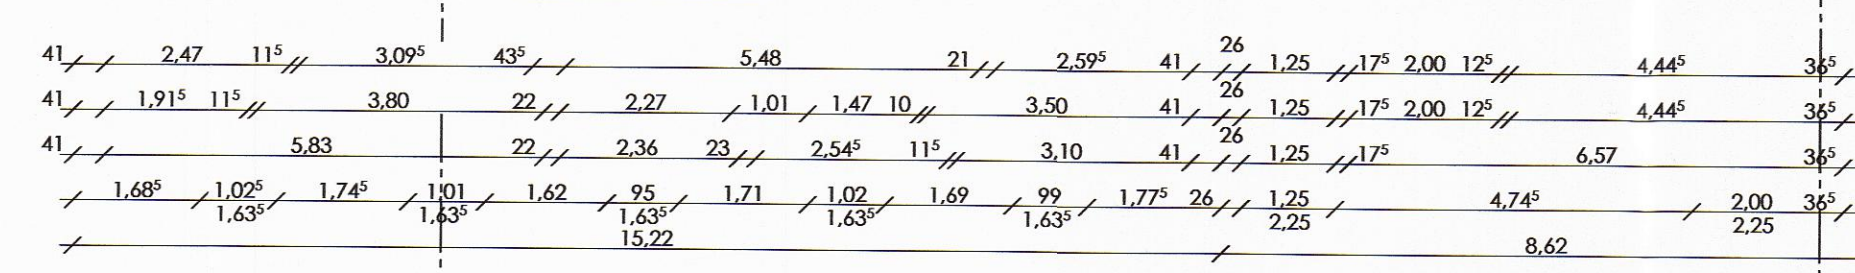 41 2,47 11⁵ 3,09⁵ 43⁵ 5,48 21 2,59⁵ 41 26 1,25 17⁵ 2,00 12⁵ 4,44⁵ 36⁵
41 1,91⁵ 11⁵ 3,80 22 2,27 1,01 1,47 10 3,50 41 26 1,25 17⁵ 2,00 12⁵ 4,44⁵ 36⁵
41 5,83 22 2,36 23 2,54⁵ 11⁵ 3,10 41 26 1,25 17⁵ 6,57 36⁵
1,68⁵ 1,02⁵ 1,74⁵ 1,01 1,62 95 1,71 1,02 1,69 99 1,77⁵ 26 1,25 4,74⁵ 2,00 36⁵
1,63⁵ 1,63⁵ 1,63⁵ 1,63⁵ 1,63⁵ 2,25 2,25
15,22 8,62